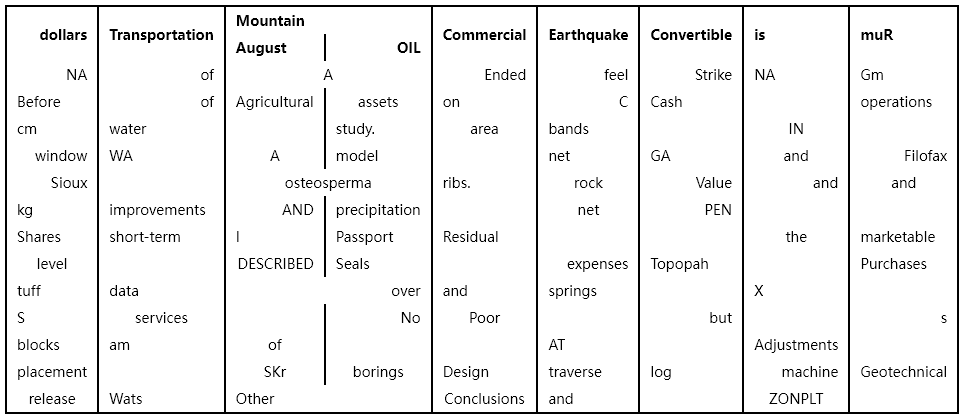 dollars Transportation Mountain Commercial Earthquake Convertible is muR
August OIL
NA of A Ended feel Strike NA Gm
Before of Agricultural assets on C Cash operations
cm water study. area bands IN
window WA A model net GA and Filofax
Sioux osteosperma ribs. rock Value and and
kg improvements AND precipitation net PEN
Shares short-term l Passport Residual the marketable
level DESCRIBED Seals expenses Topopah Purchases
tuff data over and springs X
S services No Poor but s
blocks am of AT Adjustments
placement SKr borings Design traverse log machine Geotechnical
release Wats Other Conclusions and ZONPLT